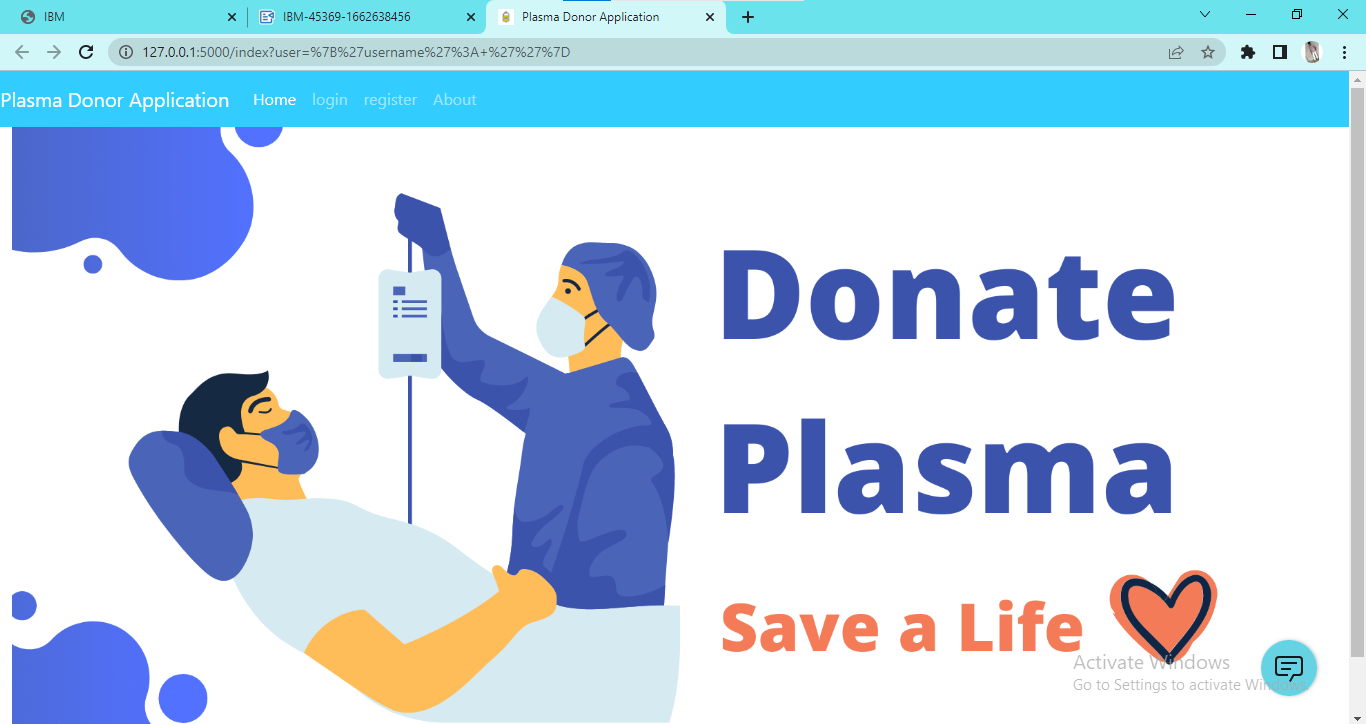 IBM
IBM-45369-1662638456
Plasma Donor Application
127.0.0.1:5000/index?user=%7B%27username%27%3A+%27%27%7D
Plasma Donor Application Home login register About
Donate
Plasma
Save a Life
Activate Windows
Go to Settings to activate Windows.